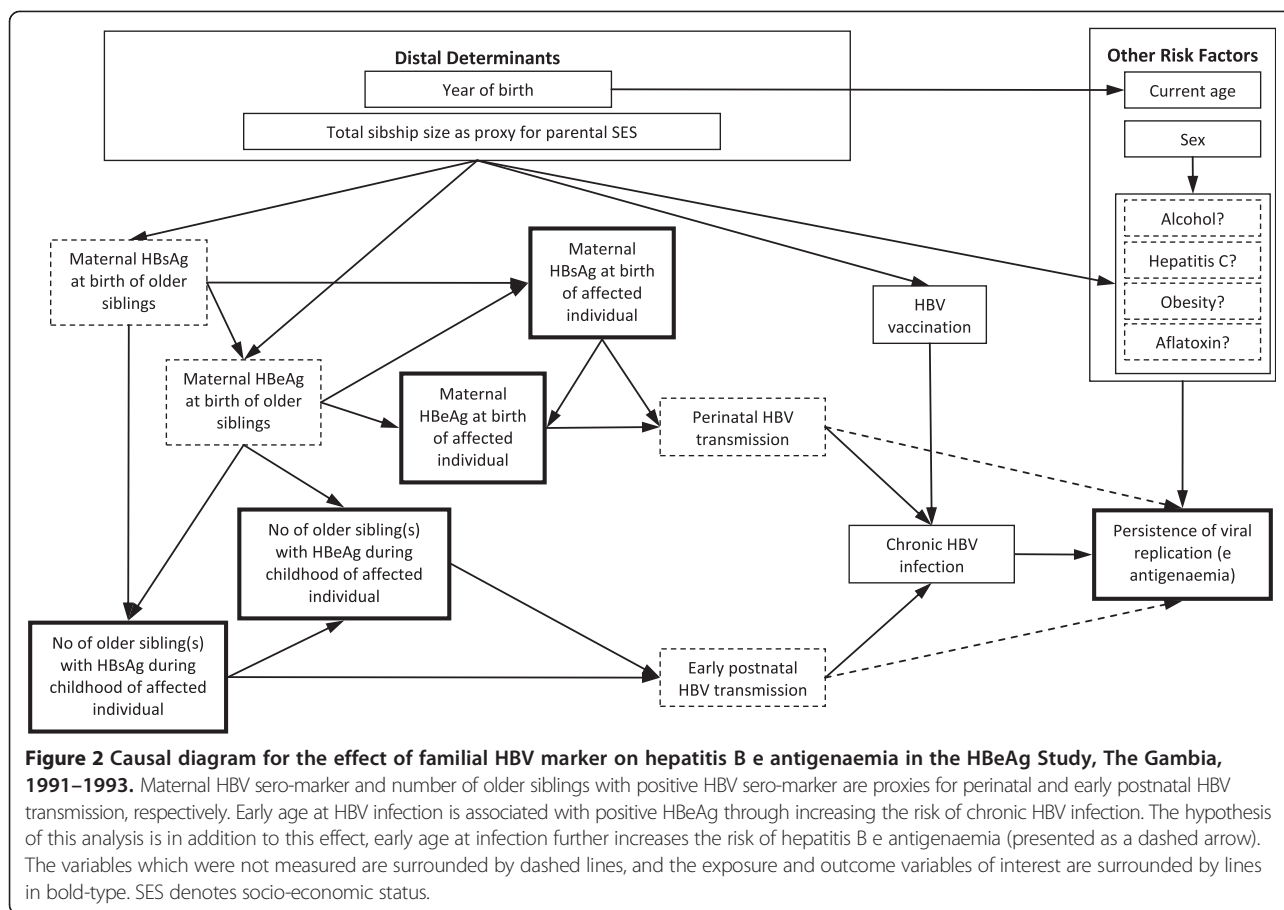 Distal Determinants
Year of birth
Total sibship size as proxy for parental SES
Other Risk Factors
Current age
Sex
Alcohol?
Hepatitis C?
Obesity?
Aflatoxin?
Maternal HBsAg
at birth of older
siblings
Maternal
HBsAg at birth
of affected
individual
HBV
vaccination
Maternal HBeAg
at birth of older
siblings
Maternal
HBeAg at birth
of affected
individual
Perinatal HBV
transmission
No of older sibling(s)
with HBeAg during
childhood of affected
individual
Chronic HBV
infection
Persistence of viral
replication (e
antigenaemia)
No of older sibling(s)
with HBsAg during
childhood of affected
individual
Early postnatal
HBV transmission
Figure 2 Causal diagram for the effect of familial HBV marker on hepatitis B e antigenaemia in the HBeAg Study, The Gambia,
1991–1993. Maternal HBV sero-marker and number of older siblings with positive HBV sero-marker are proxies for perinatal and early postnatal HBV
transmission, respectively. Early age at HBV infection is associated with positive HBeAg through increasing the risk of chronic HBV infection. The hypothesis
of this analysis is in addition to this effect, early age at infection further increases the risk of hepatitis B e antigenaemia (presented as a dashed arrow).
The variables which were not measured are surrounded by dashed lines, and the exposure and outcome variables of interest are surrounded by lines
in bold-type. SES denotes socio-economic status.